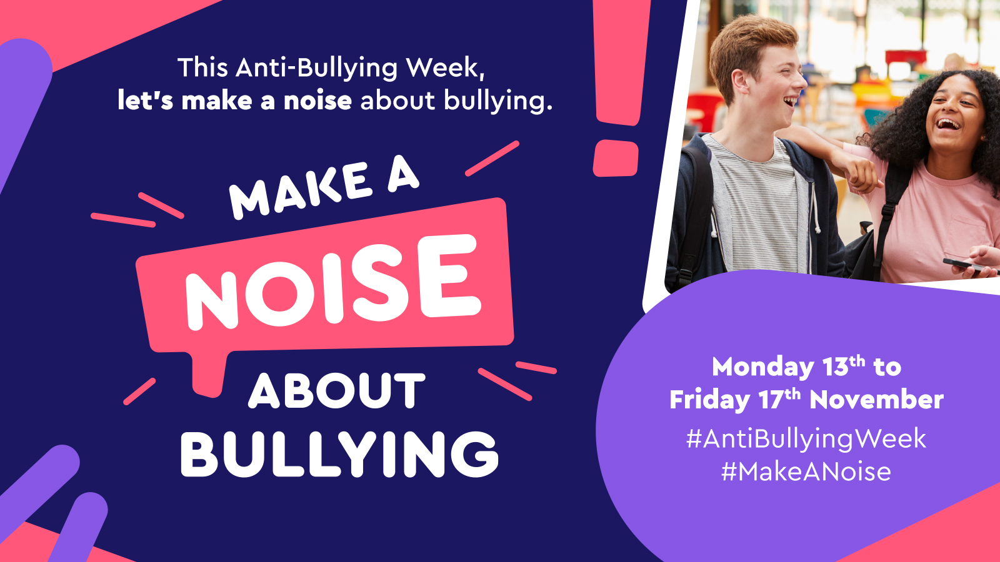 This Anti-Bullying Week,
let's make a noise about bullying.
MAKE A
NOISE
ABOUT
BULLYING
Monday 13th to
Friday 17th November
#AntiBullyingWeek
#MakeANoise